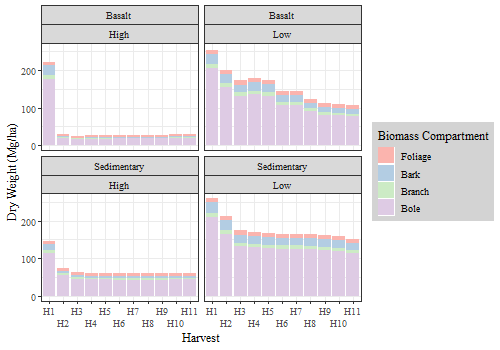 Basalt
Basalt
High
Low
200
100
0
Sedimentary
Sedimentary
High
Low
200
100
0
Dry Weight (Mg/ha)
H1 H3 H5 H7 H9 H11 H1 H3 H5 H7 H9 H11
H2 H4 H6 H8 H10 H2 H4 H6 H8 H10
Harvest
Biomass Compartment
Foliage
Bark
Branch
Bole